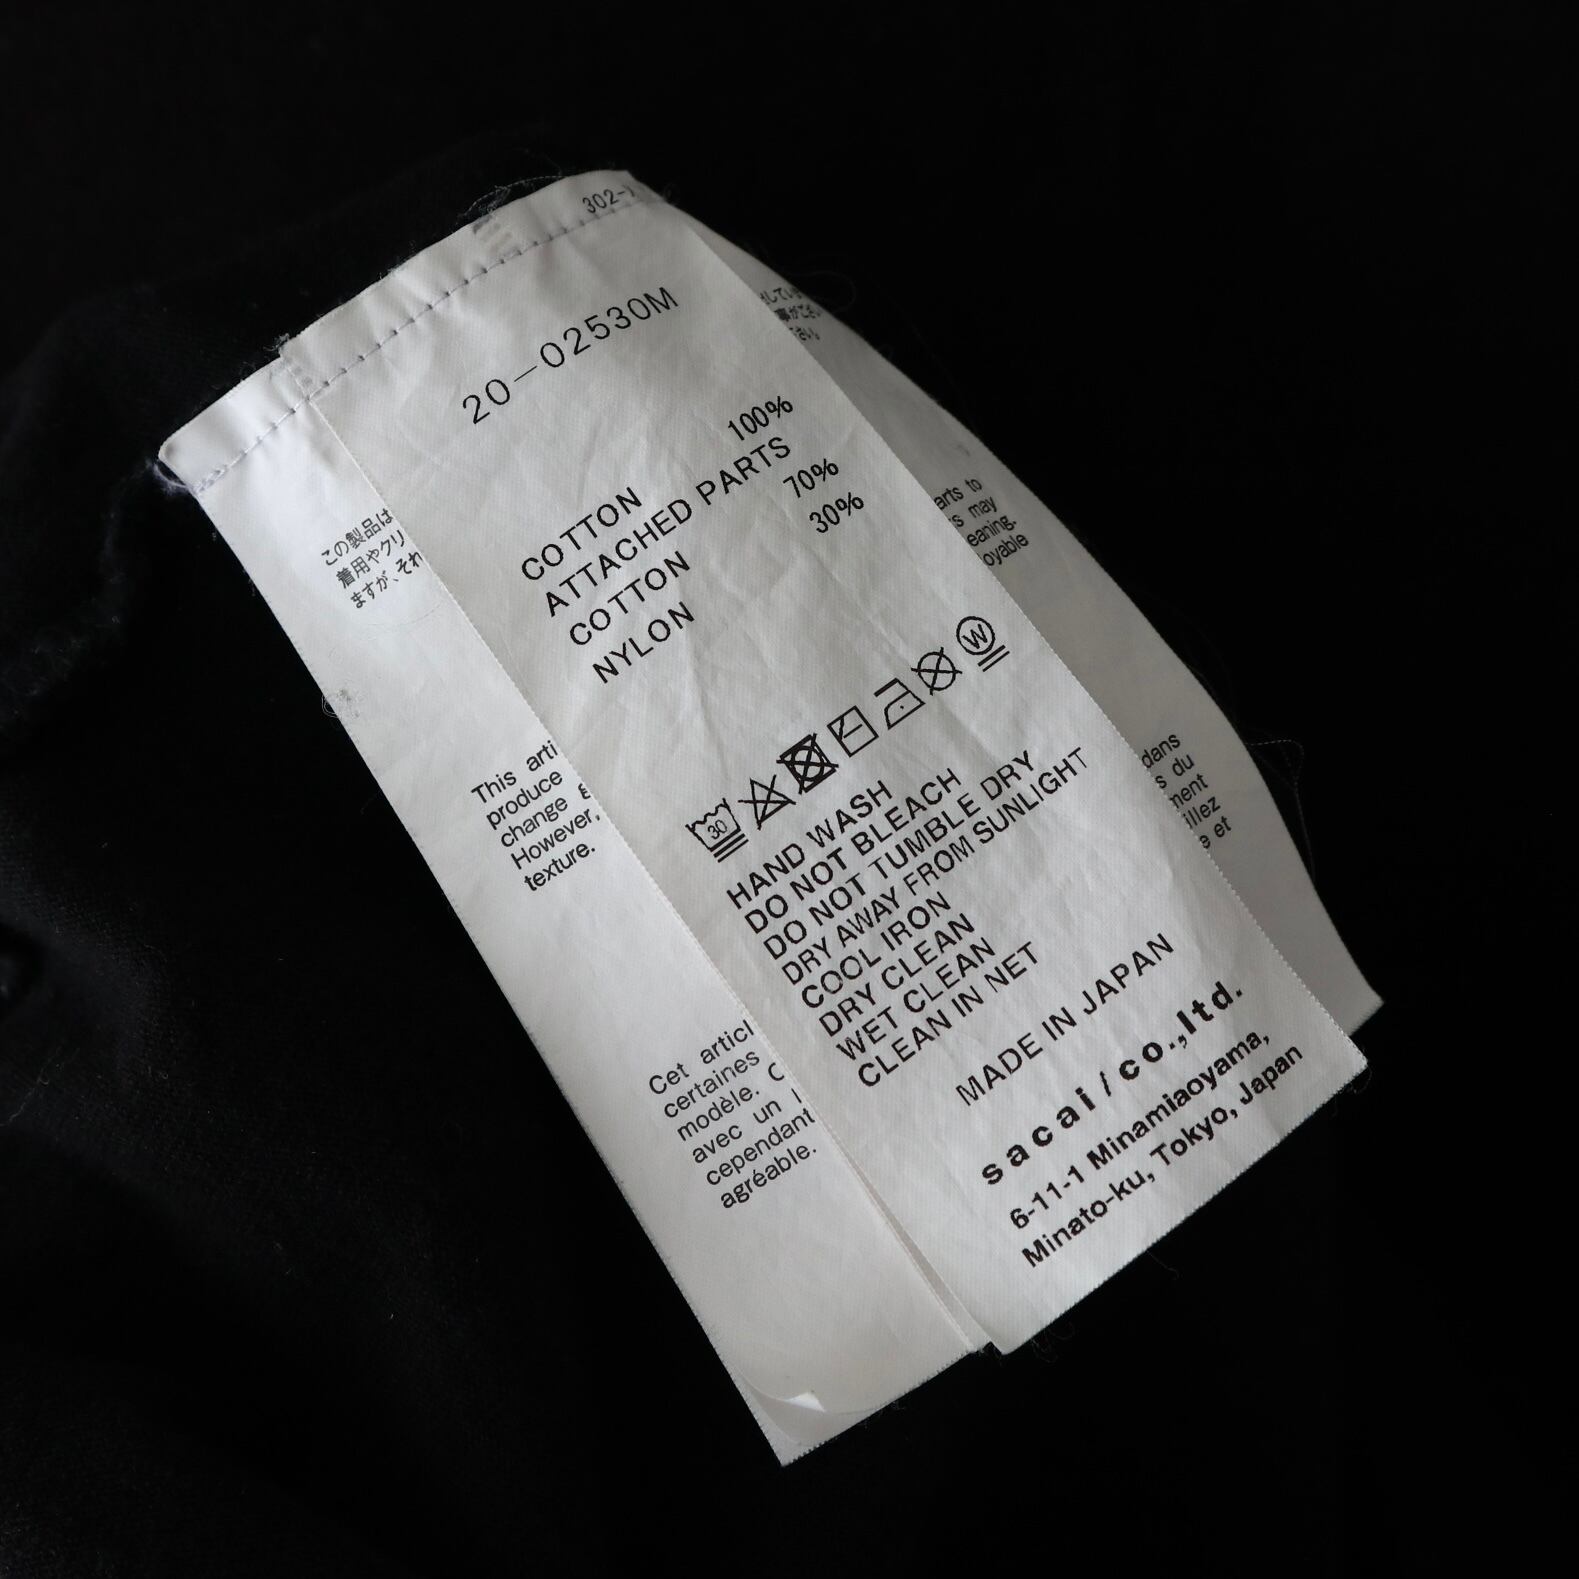 302-
20-02530M
COTTON 100%
ATTACHED PARTS
COTTON 70%
NYLON 30%
30
W
HAND WASH
DO NOT BLEACH
DO NOT TUMBLE DRY
DRY AWAY FROM SUNLIGHT
COOL IRON
DRY CLEAN
WET CLEAN
CLEAN IN NET
MADE IN JAPAN
sacai/co.,ltd.
6-11-1 Minamiaoyama,
Minato-ku, Tokyo, Japan
この製品は
着用やクリ
ますが、それ
This arti
produce
change
However,
texture.
Cet articl
certaines
modèle. C
avec un
cependant
agréable.
arts to
s may
eaning.
oyable
dans
s du
ment
illez
e et